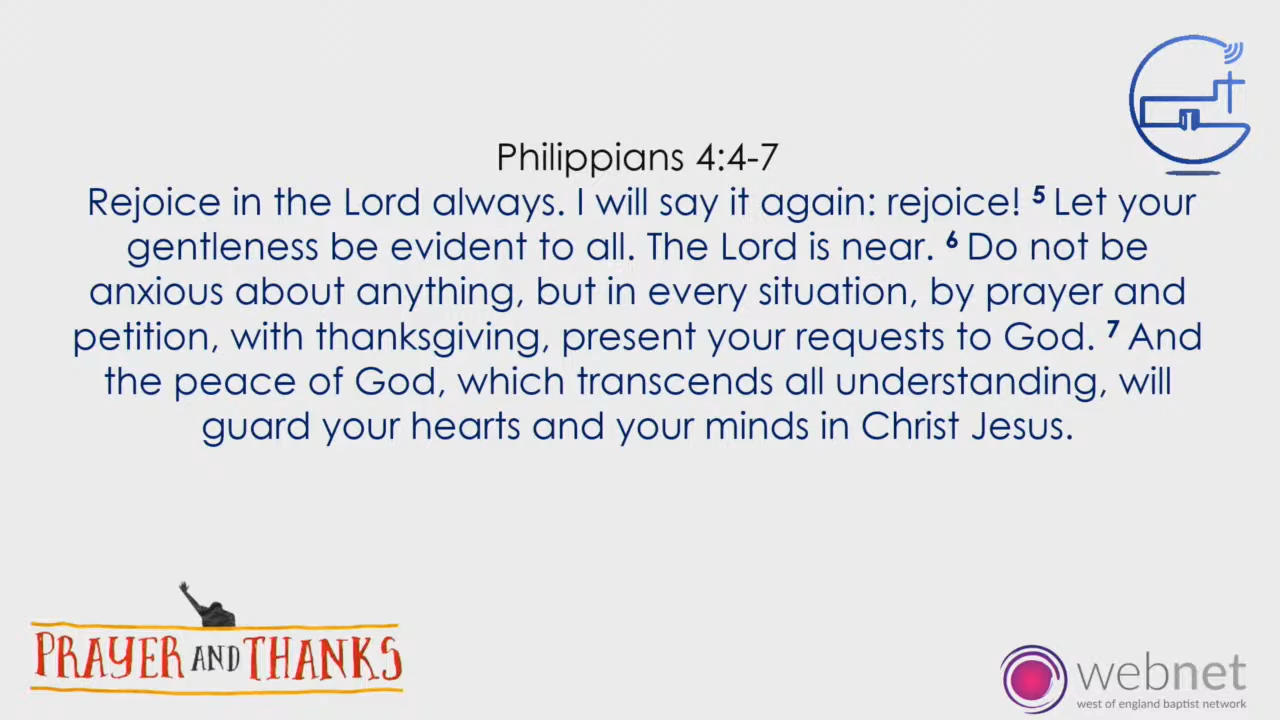 Philippians 4:4-7
Rejoice in the Lord always. I will say it again: rejoice! ⁵ Let your
gentleness be evident to all. The Lord is near. ⁶ Do not be
anxious about anything, but in every situation, by prayer and
petition, with thanksgiving, present your requests to God. ⁷ And
the peace of God, which transcends all understanding, will
guard your hearts and your minds in Christ Jesus.
PRAYER AND THANKS
webnet
west of england baptist network